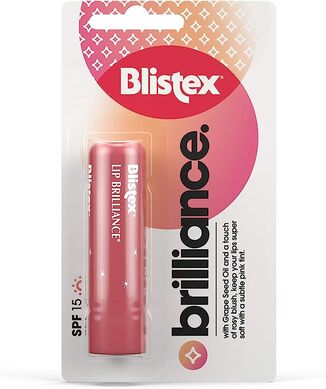 Blistex®
Blistex®
LIP BRILLIANCE®
SPF 15
brilliance.
with Grape Seed Oil and a touch
of rosy blush, keep your lips super
soft with a subtle pink tint.